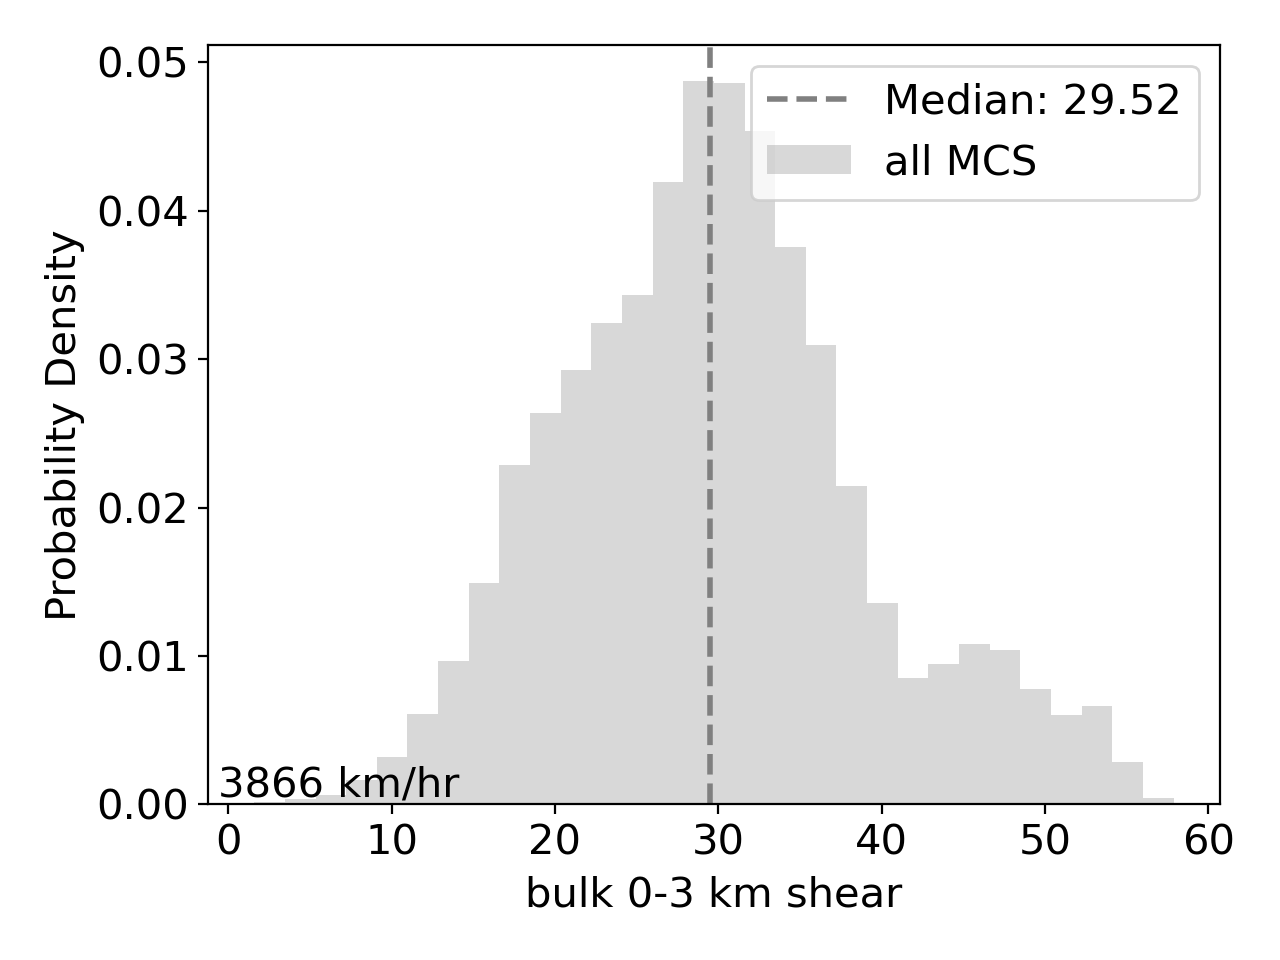 0.05
0.04
0.03
0.02
0.01
0.00
Probability Density
Median: 29.52
all MCS
3866 km/hr
0 10 20 30 40 50 60
bulk 0-3 km shear